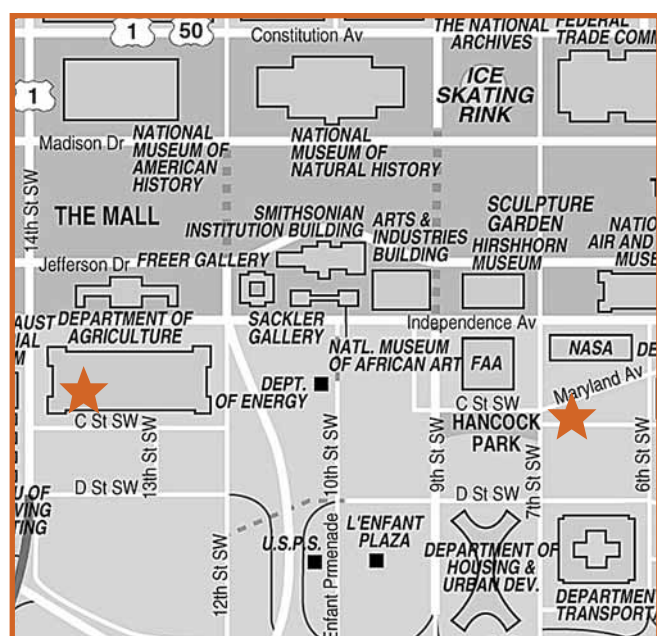 THE NATIONAL
ARCHIVES
FEDERAL
TRADE COMM
1
50
Constitution Av
1
ICE
SKATING
RINK
Madison Dr
NATIONAL
MUSEUM OF
AMERICAN
HISTORY
NATIONAL
MUSEUM OF
NATURAL HISTORY
14th St SW
THE MALL
SMITHSONIAN
INSTITUTION BUILDING
ARTS &
INDUSTRIES
BUILDING
SCULPTURE
GARDEN
HIRSHHORN
MUSEUM
T
NATIO
AIR AND
MUSE
Jefferson Dr
FREER GALLERY
AUST
IAL
M
DEPARTMENT OF
AGRICULTURE
SACKLER
GALLERY
Independence Av
NATL. MUSEUM
OF AFRICAN ART
FAA
NASA
DE
DEPT.
OF ENERGY
Maryland Av
C St SW
C St SW
HANCOCK
PARK
13th St SW
10th St SW
9th St SW
7th St SW
6th St SW
D St SW
D St SW
U OF
VING
TING
12th St SW
U.S.P.S.
Enfant Prmenade
L'ENFANT
PLAZA
DEPARTMENT OF
HOUSING &
URBAN DEV.
DEPARTMEN
TRANSPORTA